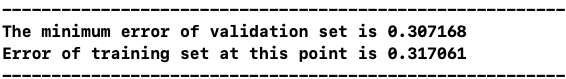 ----------------------------------------------------------
The minimum error of validation set is 0.307168
Error of training set at this point is 0.317061
----------------------------------------------------------